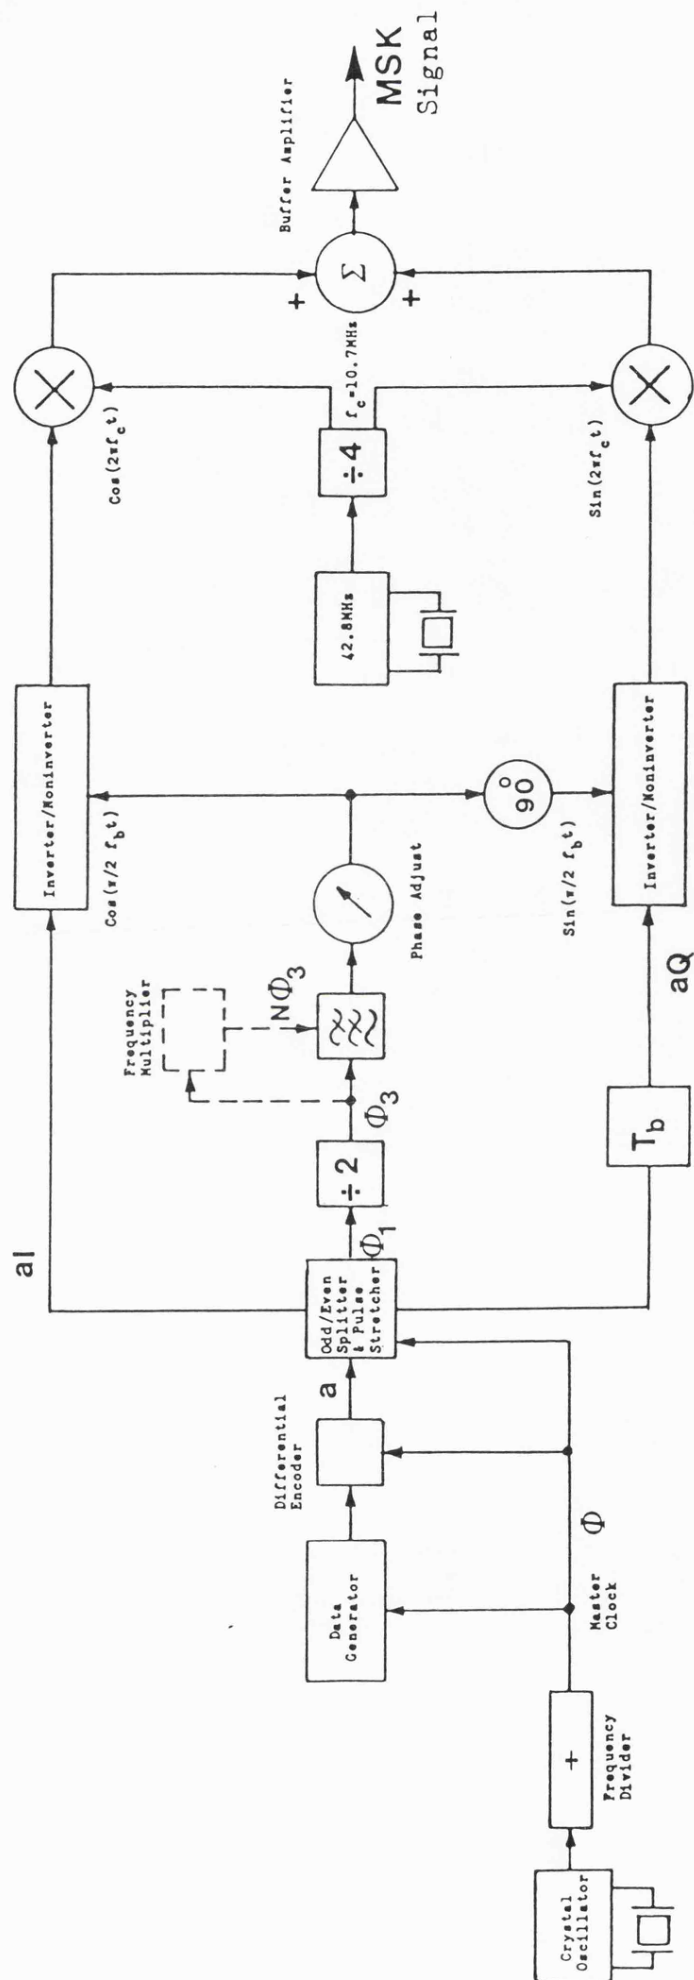 Crystal
Oscillator
÷
Frequency
Divider
Master
Clock
Φ
Data
Generator
Differential
Encoder
a
Odd/Even
Splitter
& Pulse
Stretcher
aI
Φ1
÷2
Φ3
Frequency
Multiplier
NΦ3
Phase Adjust
Tb
aQ
90°
Inverter/Noninverter
Cos(π/2 fbt)
Inverter/Noninverter
Sin(π/2 fbt)
42.8MHz
÷4
fc=10.7MHz
Cos(2πfct)
Sin(2πfct)
+
Σ
+
Buffer Amplifier
MSK
Signal